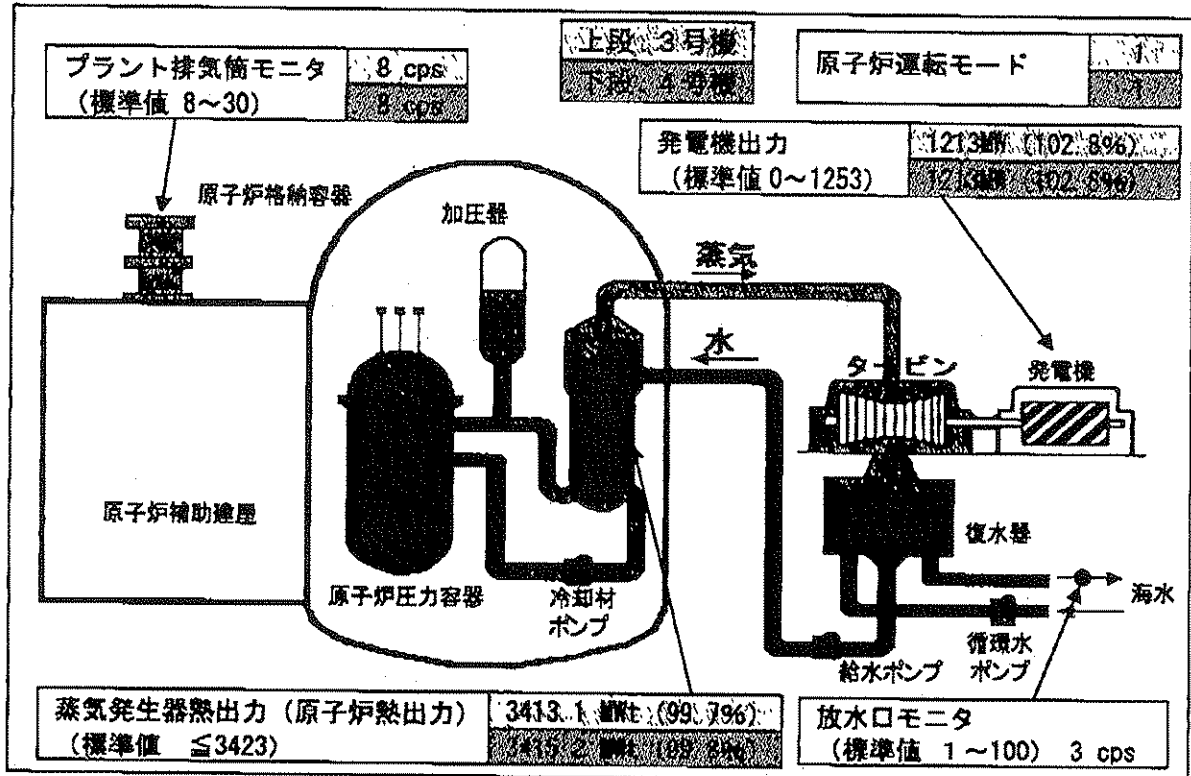 プラント排気筒モニタ
(標準値 8〜30)
8 cps
8 cps
上段 3号機
下段 4号機
原子炉運転モード
1
1
発電機出力
(標準値 0〜1253)
1213MW (102.8%)
1213MW (102.8%)
原子炉格納容器
加圧器
蒸気
水
タービン
発電機
原子炉補助建屋
原子炉圧力容器
冷却材
ポンプ
復水器
海水
給水ポンプ
循環水
ポンプ
蒸気発生器熱出力 (原子炉熱出力)
(標準値 ≦3423)
3413.1 MWt (99.7%)
放水口モニタ
(標準値 1〜100) 3 cps